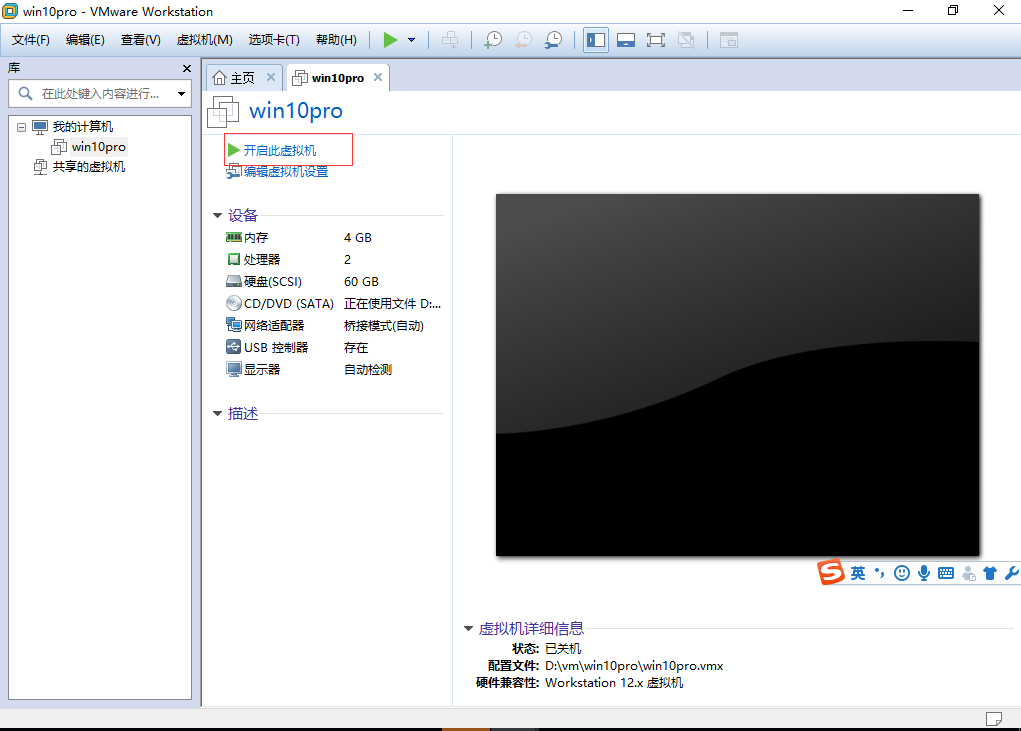 win10pro - VMware Workstation
文件(F) 编辑(E) 查看(V) 虚拟机(M) 选项卡(T) 帮助(H)
库
在此处键入内容进行...
我的计算机
win10pro
共享的虚拟机
主页 win10pro
win10pro
开启此虚拟机
编辑虚拟机设置
设备
内存 4 GB
处理器 2
硬盘(SCSI) 60 GB
CD/DVD (SATA) 正在使用文件 D:...
网络适配器 桥接模式(自动)
USB 控制器 存在
显示器 自动检测
描述
S 英
虚拟机详细信息
状态: 已关机
配置文件: D:\vm\win10pro\win10pro.vmx
硬件兼容性: Workstation 12.x 虚拟机